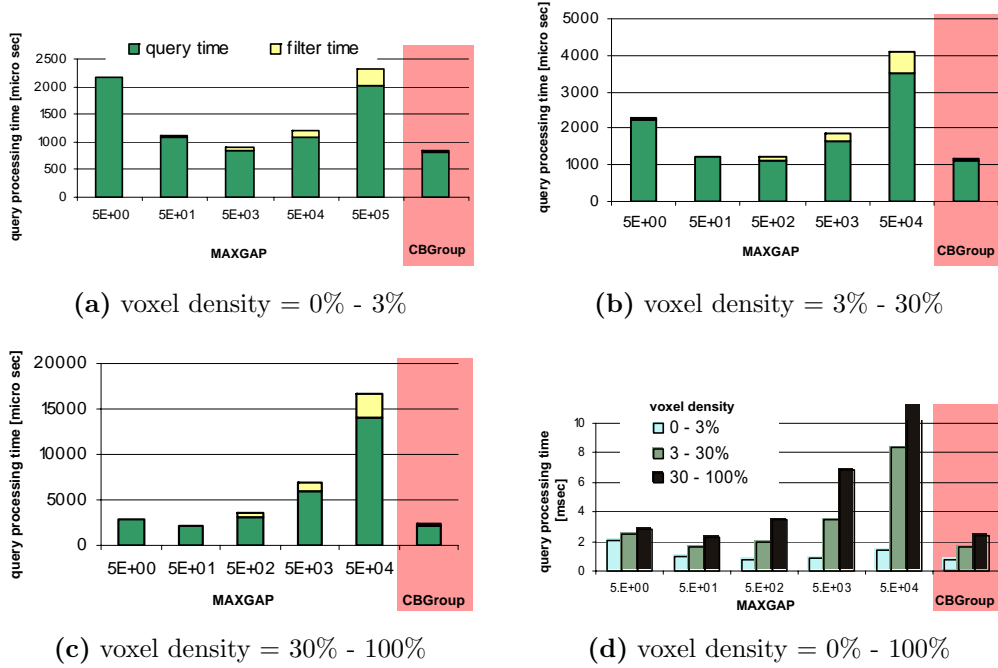 query processing time [micro sec]
query time
filter time
2500
2000
1500
1000
500
0
5E+00
5E+01
5E+03
5E+04
5E+05
MAXGAP
CBGroup
(a) voxel density = 0% - 3%
query processing time [micro sec]
5000
4000
3000
2000
1000
0
5E+00
5E+01
5E+02
5E+03
5E+04
MAXGAP
CBGroup
(b) voxel density = 3% - 30%
query processing time [micro sec]
20000
15000
10000
5000
0
5E+00
5E+01
5E+02
5E+03
5E+04
MAXGAP
CBGroup
(c) voxel density = 30% - 100%
query processing time
[msec]
voxel density
0 - 3%
3 - 30%
30 - 100%
10
8
6
4
2
0
5.E+00
5.E+01
5.E+02
5.E+03
5.E+04
MAXGAP
CBGroup
(d) voxel density = 0% - 100%